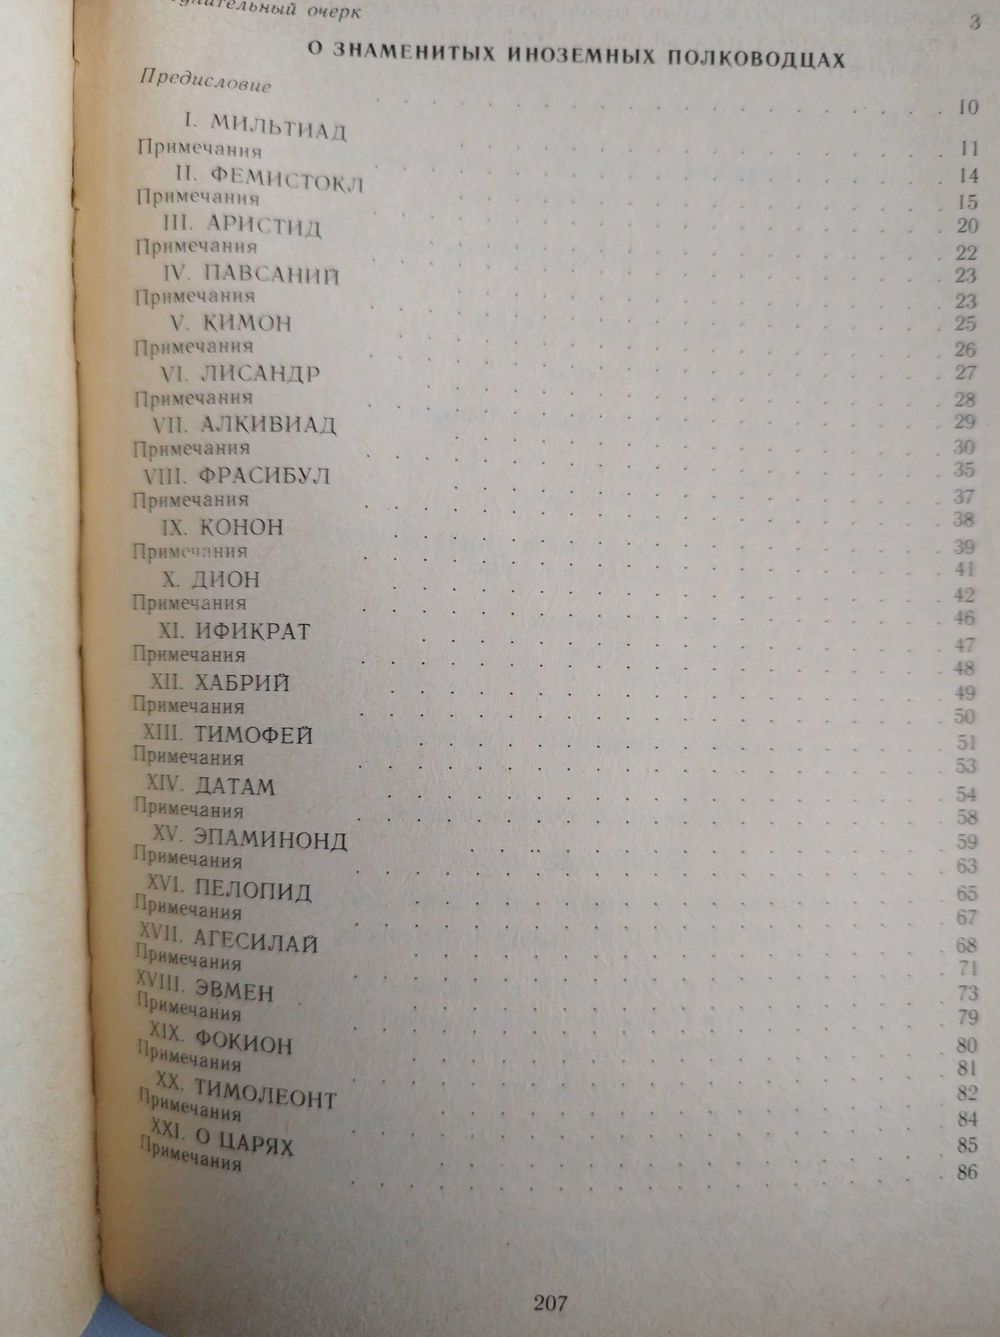 очерк 3
О ЗНАМЕНИТЫХ ИНОЗЕМНЫХ ПОЛКОВОДЦАХ
Предисловие 10
I. МИЛЬТИАД 11
Примечания 14
II. ФЕМИСТОКЛ 15
Примечания 20
III. АРИСТИД 22
Примечания 23
IV. ПАВСАНИЙ 23
Примечания 25
V. КИМОН 26
Примечания 27
VI. ЛИСАНДР 28
Примечания 29
VII. АЛКИВИАД 30
Примечания 35
VIII. ФРАСИБУЛ 37
Примечания 38
IX. КОНОН 39
Примечания 41
X. ДИОН 42
Примечания 46
XI. ИФИКРАТ 47
Примечания 48
XII. ХАБРИЙ 49
Примечания 50
XIII. ТИМОФЕЙ 51
Примечания 53
XIV. ДАТАМ 54
Примечания 58
XV. ЭПАМИНОНД 59
Примечания 63
XVI. ПЕЛОПИД 65
Примечания 67
XVII. АГЕСИЛАЙ 68
Примечания 71
XVIII. ЭВМЕН 73
Примечания 79
XIX. ФОКИОН 80
Примечания 81
XX. ТИМОЛЕОНТ 82
Примечания 84
XXI. О ЦАРЯХ 85
Примечания 86
207